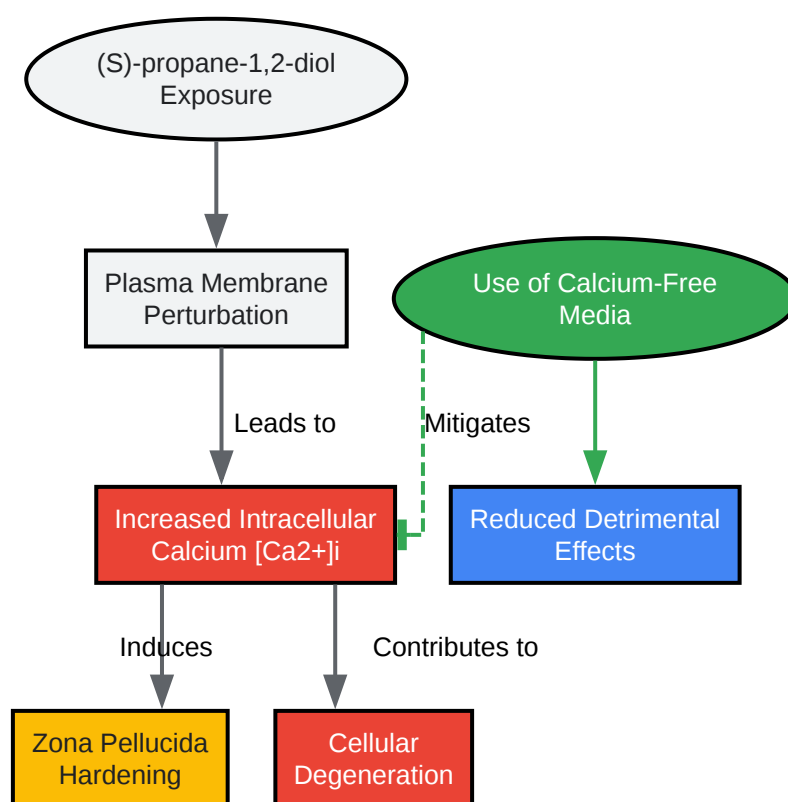 (S)-propane-1,2-diol
Exposure
Plasma Membrane
Perturbation
Use of Calcium-Free
Media
Leads to
Mitigates
Increased Intracellular
Calcium [Ca2+]i
Reduced Detrimental
Effects
Induces
Contributes to
Zona Pellucida
Hardening
Cellular
Degeneration